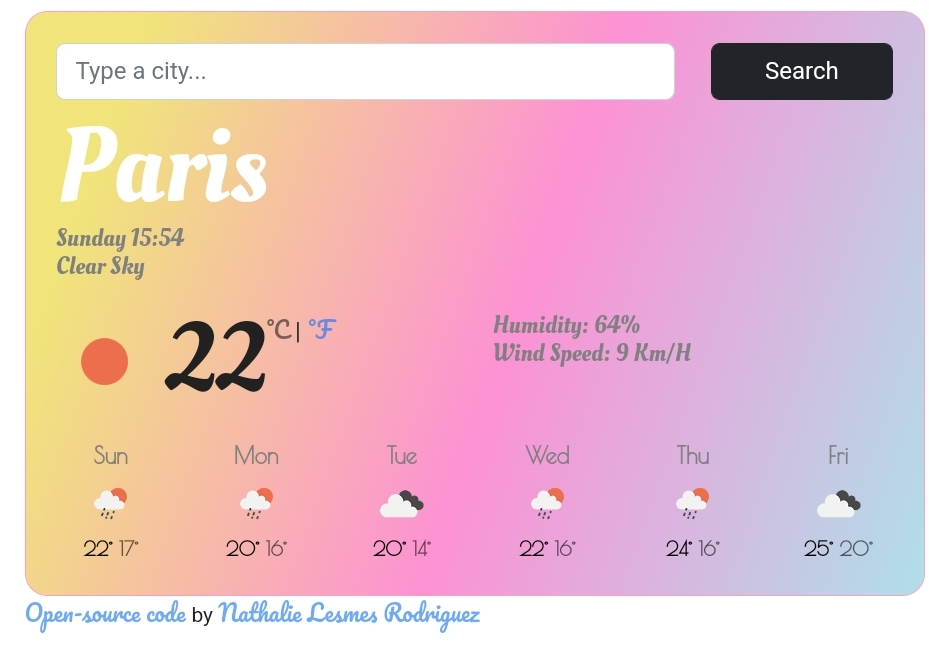 Type a city... Search
Paris
Sunday 15:54
Clear Sky
22 °C | °F
Humidity: 64%
Wind Speed: 9 Km/H
Sun Mon Tue Wed Thu Fri
22° 17° 20° 16° 20° 14° 22° 16° 24° 16° 25° 20°
Open-source code by Nathalie Lesmes Rodriguez